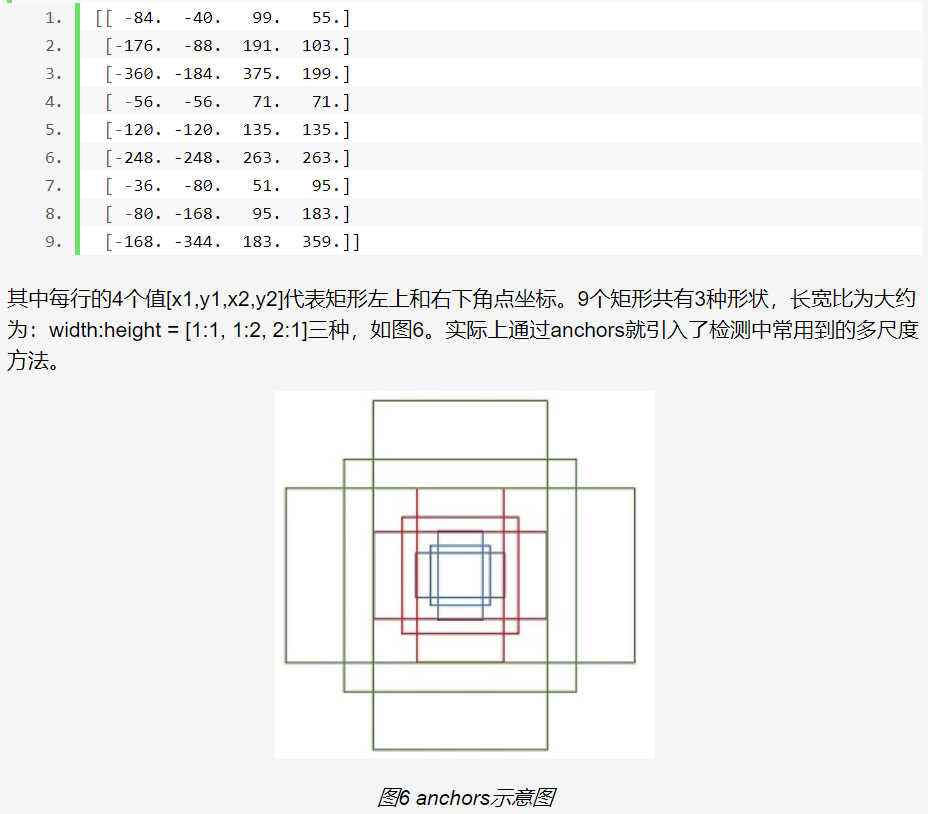 1. [[ -84. -40. 99. 55.]
2. [-176. -88. 191. 103.]
3. [-360. -184. 375. 199.]
4. [ -56. -56. 71. 71.]
5. [-120. -120. 135. 135.]
6. [-248. -248. 263. 263.]
7. [ -36. -80. 51. 95.]
8. [ -80. -168. 95. 183.]
9. [-168. -344. 183. 359.]]
其中每行的4个值[x1,y1,x2,y2]代表矩形左上和右下角点坐标。9个矩形共有3种形状，长宽比为大约
为：width:height = [1:1, 1:2, 2:1]三种，如图6。实际上通过anchors就引入了检测中常用到的多尺度
方法。
图6 anchors示意图